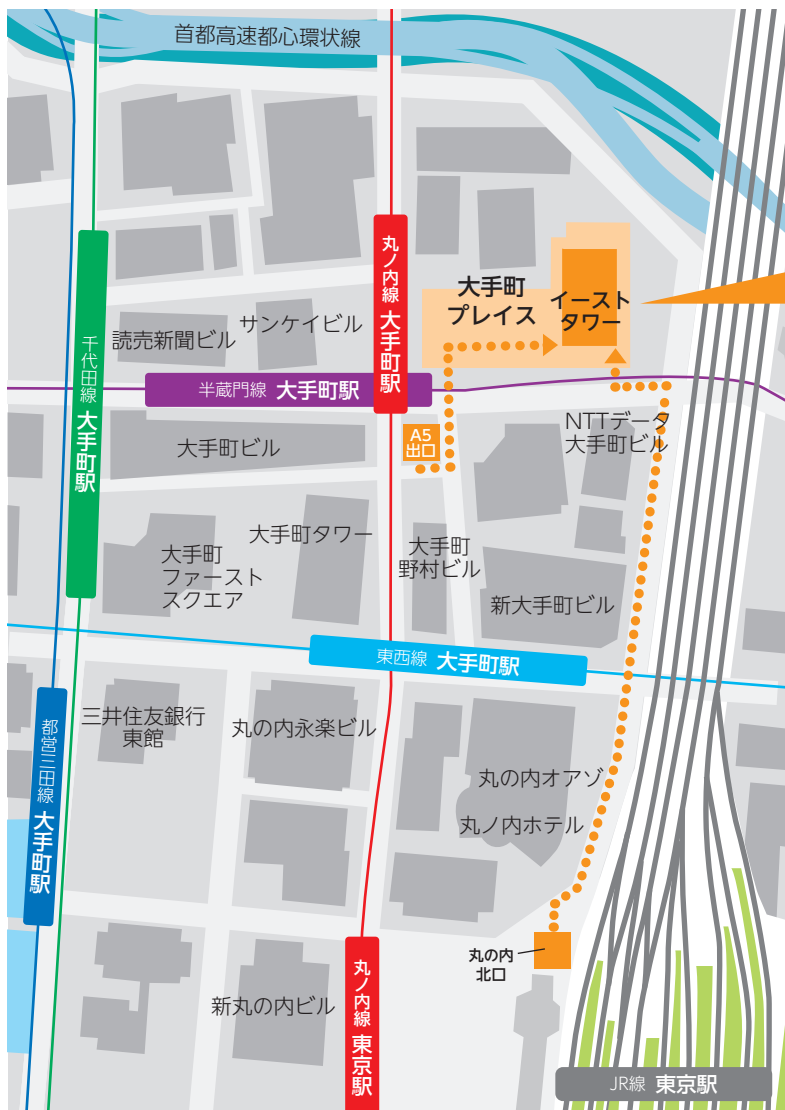 首都高速都心環状線
丸ノ内線 大手町駅
千代田線 大手町駅
大手町
プレイス
イースト
タワー
サンケイビル
読売新聞ビル
半蔵門線 大手町駅
NTTデータ
大手町ビル
A5
出口
大手町ビル
大手町タワー
大手町
野村ビル
大手町
ファースト
スクエア
新大手町ビル
東西線 大手町駅
三井住友銀行
東館
丸の内永楽ビル
都営三田線 大手町駅
丸の内オアゾ
丸ノ内ホテル
丸の内
北口
新丸の内ビル
丸ノ内線 東京駅
JR線 東京駅